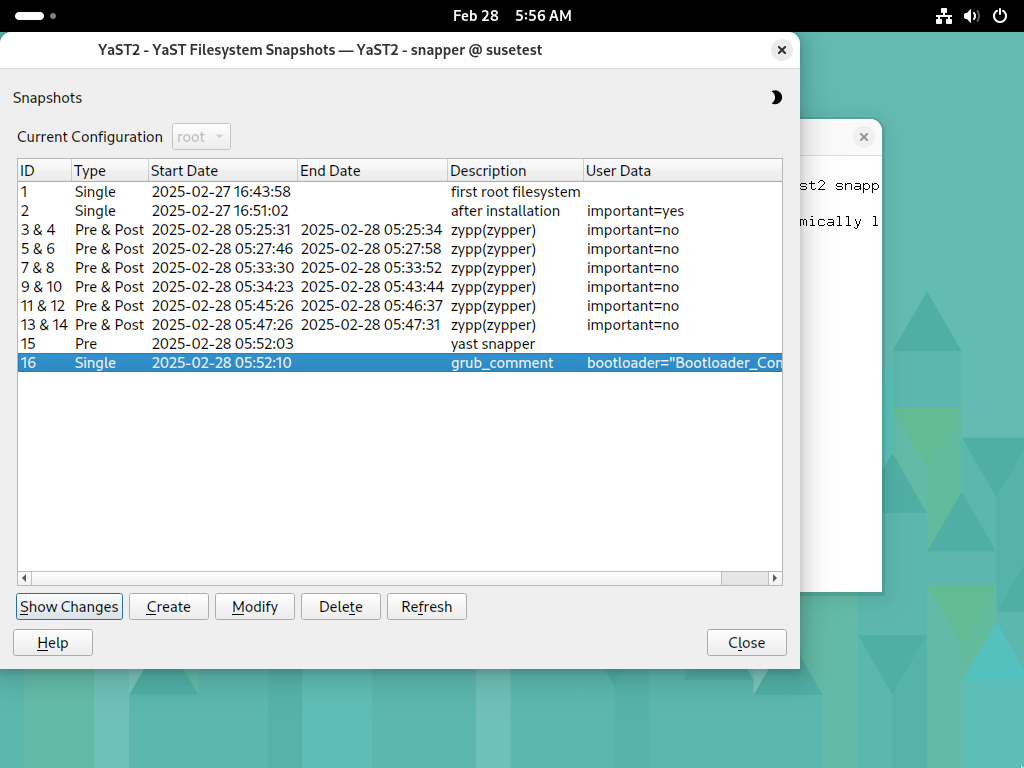 Feb 28 5:56 AM
YaST2 - YaST Filesystem Snapshots — YaST2 - snapper @ susetest
Snapshots
Current Configuration root
ID Type Start Date End Date Description User Data
1 Single 2025-02-27 16:43:58 first root filesystem
2 Single 2025-02-27 16:51:02 after installation important=yes
3 & 4 Pre & Post 2025-02-28 05:25:31 2025-02-28 05:25:34 zypp(zypper) important=no
5 & 6 Pre & Post 2025-02-28 05:27:46 2025-02-28 05:27:58 zypp(zypper) important=no
7 & 8 Pre & Post 2025-02-28 05:33:30 2025-02-28 05:33:52 zypp(zypper) important=no
9 & 10 Pre & Post 2025-02-28 05:34:23 2025-02-28 05:43:44 zypp(zypper) important=no
11 & 12 Pre & Post 2025-02-28 05:45:26 2025-02-28 05:46:37 zypp(zypper) important=no
13 & 14 Pre & Post 2025-02-28 05:47:26 2025-02-28 05:47:31 zypp(zypper) important=no
15 Pre 2025-02-28 05:52:03 yast snapper
16 Single 2025-02-28 05:52:10 grub_comment bootloader="Bootloader_Con
Show Changes Create Modify Delete Refresh
Help Close
st2 snapp
mically l